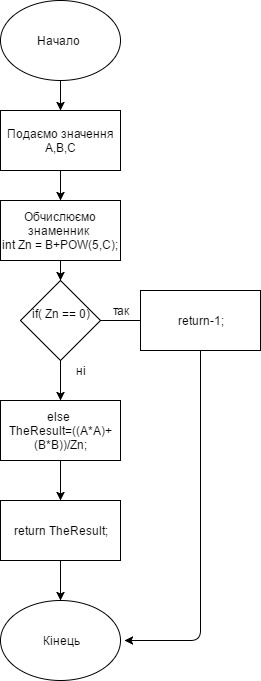 Начало
Подаємо значення
A,B,C
Обчислюємо
знаменник
int Zn = B+POW(5,C);
if( Zn == 0)
так
return-1;
ні
else
TheResult=((A*A)+
(B*B))/Zn;
return TheResult;
Кінець